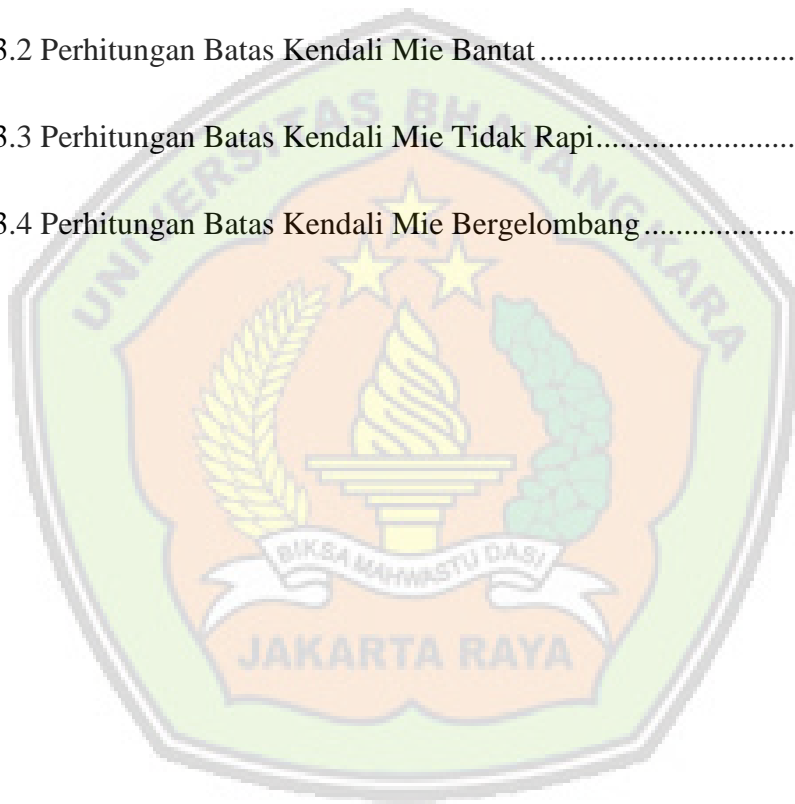 3.2 Perhitungan Batas Kendali Mie Bantat ................................
3.3 Perhitungan Batas Kendali Mie Tidak Rapi.........................
3.4 Perhitungan Batas Kendali Mie Bergelombang ...................
UNIVERSITAS BHAYANGKARA
BIKSA MAHWASTU DASI
JAKARTA RAYA